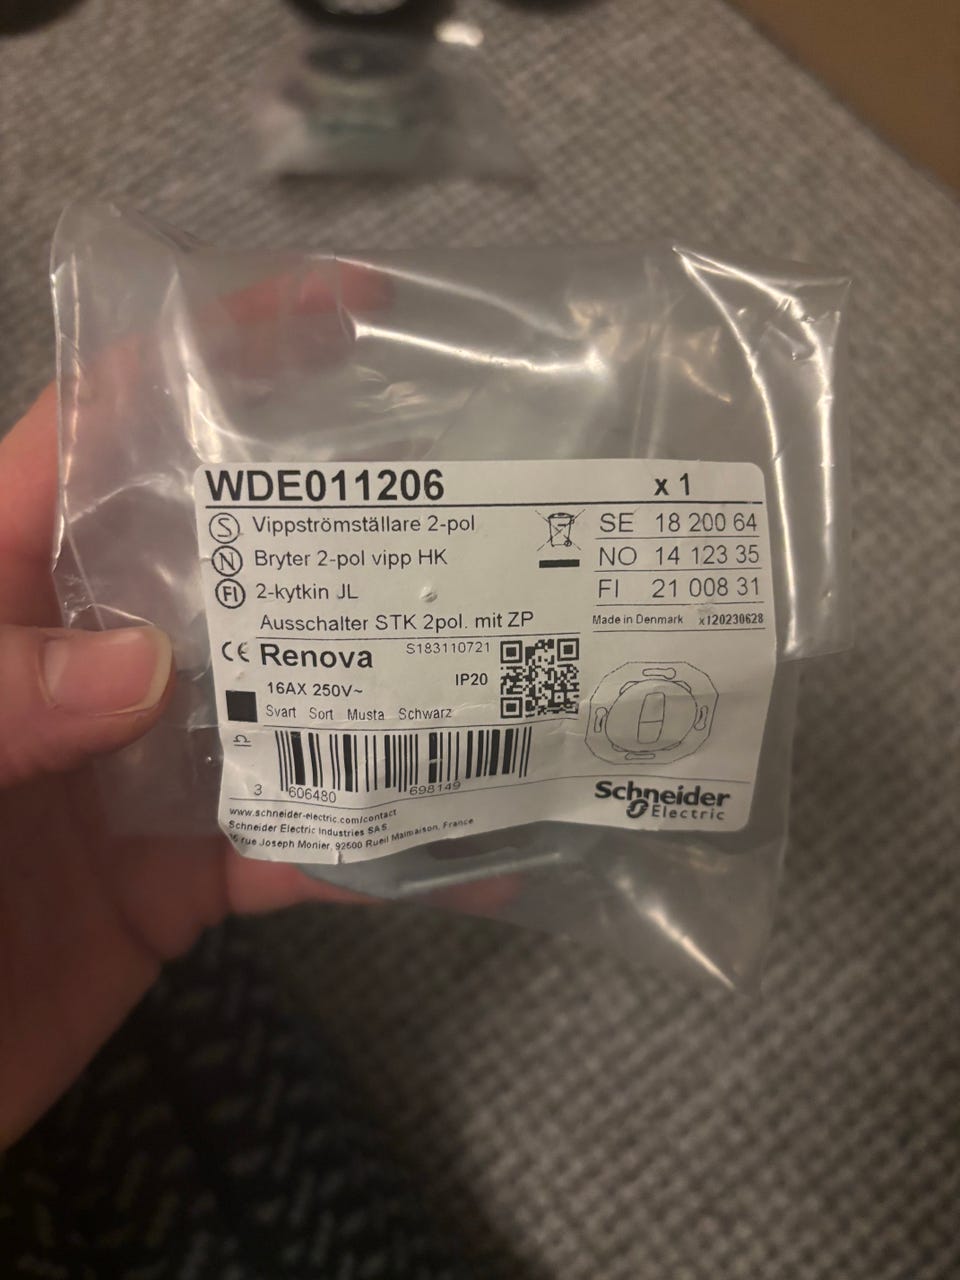 WDE011206 x 1
S Vippströmställare 2-pol
N Bryter 2-pol vipp HK
FI 2-kytkin JL
Ausschalter STK 2pol. mit ZP
SE 18 200 64
NO 14 123 35
FI 21 008 31
Made in Denmark x120230628
CE Renova S183110721
16AX 250V~ IP20
Svart Sort Musta Schwarz
3 606480 698149
Schneider
Electric
www.schneider-electric.com/contact
Schneider Electric Industries SAS
rue Joseph Monier, 92500 Rueil Malmaison, France